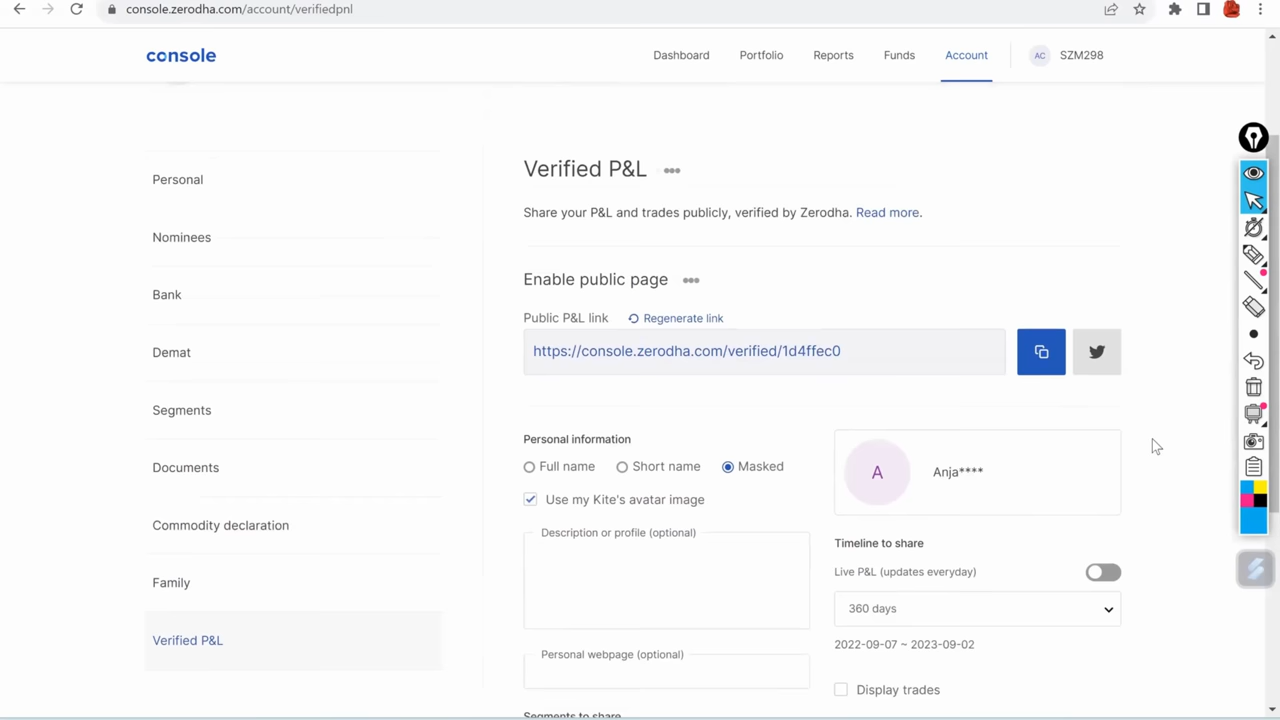 console.zerodha.com/account/verifiedpnl
console
Dashboard
Portfolio
Reports
Funds
Account
AC
SZM298
Personal
Nominees
Bank
Demat
Segments
Documents
Commodity declaration
Family
Verified P&L
Verified P&L
Share your P&L and trades publicly, verified by Zerodha. Read more.
Enable public page
Public P&L link
Regenerate link
https://console.zerodha.com/verified/1d4ffec0
Personal information
Full name
Short name
Masked
Use my Kite's avatar image
Description or profile (optional)
Personal webpage (optional)
Segments to share
A
Anja****
Timeline to share
Live P&L (updates everyday)
360 days
2022-09-07 ~ 2023-09-02
Display trades